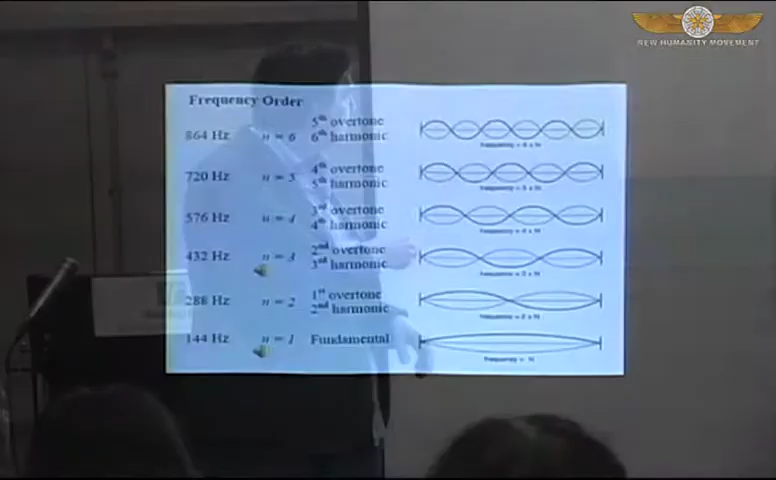 NEW HUMANITY MOVEMENT
Frequency Order
864 Hz n = 6 5th overtone
6th harmonic
720 Hz n = 5 4th overtone
5th harmonic
576 Hz n = 4 3rd overtone
4th harmonic
432 Hz n = 3 2nd overtone
3rd harmonic
288 Hz n = 2 1st overtone
2nd harmonic
144 Hz n = 1 Fundamental
frequency = N